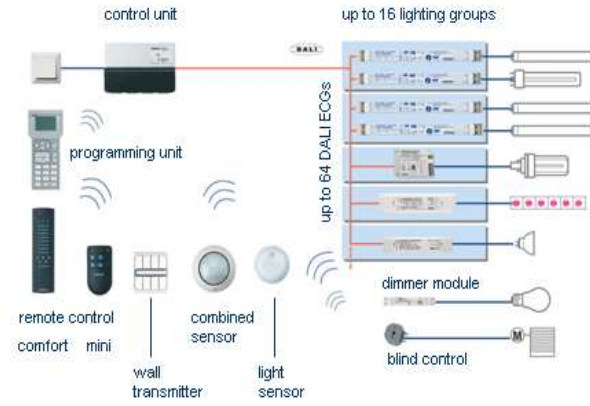 control unit
up to 16 lighting groups
DALI
up to 64 DALI ECGs
programming unit
remote control
comfort mini
wall
transmitter
combined
sensor
light
sensor
dimmer module
blind control
M